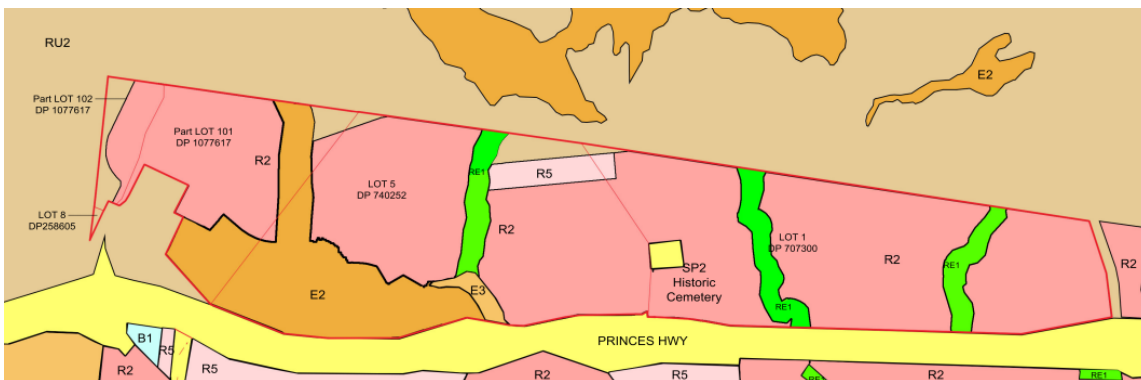 RU2
E2
Part LOT 102
DP 1077617
Part LOT 101
DP 1077617
R2
LOT 5
DP 740252
RE1
R5
LOT 8
DP258605
R2
LOT 1
DP 707300
R2
RE1
R2
SP2
Historic
Cemetery
E2
E3
RE1
PRINCES HWY
B1
R5
R2
R5
R2
R5
RE1
R2
RE1